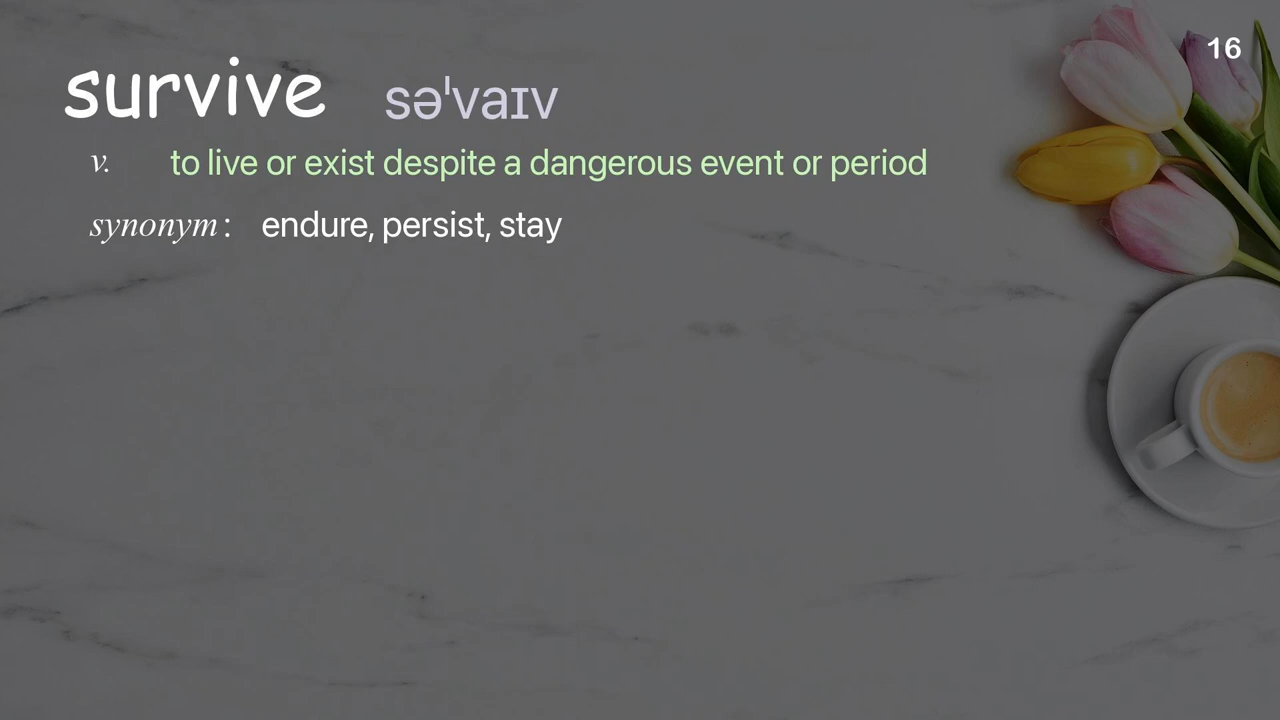 16
survive səˈvaɪv
v. to live or exist despite a dangerous event or period
synonym: endure, persist, stay